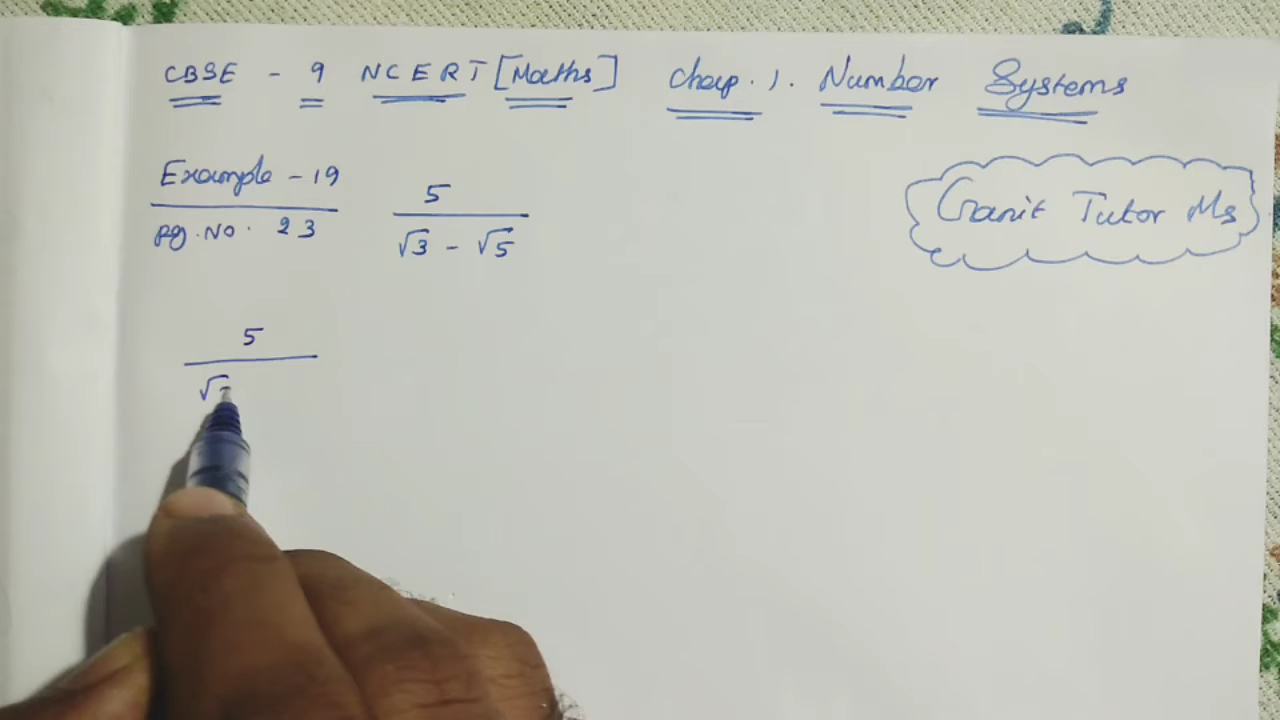 CBSE - 9 NCERT [Maths] Chap. 1. Number Systems
Example - 19
Pg. No. 23
5
√3 - √5
Ganit Tutor Ms
5
√